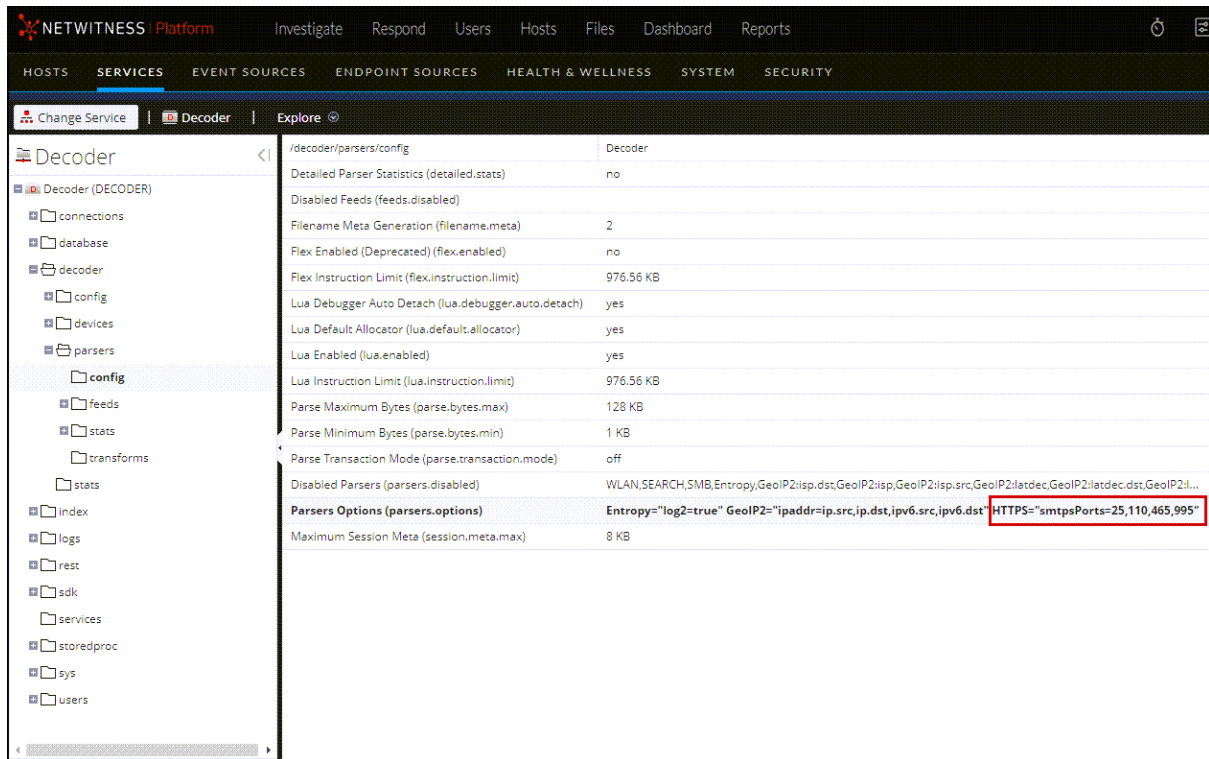 NETWITNESS Platform Investigate Respond Users Hosts Files Dashboard Reports
HOSTS SERVICES EVENT SOURCES ENDPOINT SOURCES HEALTH & WELLNESS SYSTEM SECURITY
Change Service | Decoder | Explore
Decoder
Decoder (DECODER)
connections
database
decoder
config
devices
parsers
config
feeds
stats
transforms
stats
index
logs
rest
sdk
services
storedproc
sys
users
/decoder/parsers/config Decoder
Detailed Parser Statistics (detailed.stats) no
Disabled Feeds (feeds.disabled)
Filename Meta Generation (filename.meta) 2
Flex Enabled (Deprecated) (flex.enabled) no
Flex Instruction Limit (flex.instruction.limit) 976.56 KB
Lua Debugger Auto Detach (lua.debugger.auto.detach) yes
Lua Default Allocator (lua.default.allocator) yes
Lua Enabled (lua.enabled) yes
Lua Instruction Limit (lua.instruction.limit) 976.56 KB
Parse Maximum Bytes (parse.bytes.max) 128 KB
Parse Minimum Bytes (parse.bytes.min) 1 KB
Parse Transaction Mode (parse.transaction.mode) off
Disabled Parsers (parsers.disabled) WLAN,SEARCH,SMB,Entropy,GeoIP2:isp.dst,GeoIP2:isp,GeoIP2:isp.src,GeoIP2:latdec,GeoIP2:latdec.dst,GeoIP2:l...
Parsers Options (parsers.options) Entropy="log2=true" GeoIP2="ipaddr=ip.src,ip.dst,ipv6.src,ipv6.dst" HTTPS="smtpsPorts=25,110,465,995"
Maximum Session Meta (session.meta.max) 8 KB